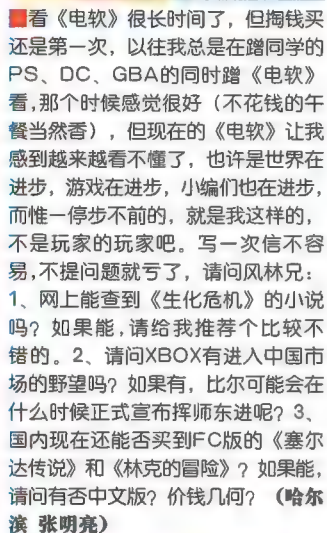 看《电软》很长时间了，但掏钱买
还是第一次，以往我总是在蹭同学的
PS、DC、GBA的同时蹭《电软》
看，那个时候感觉很好（不花钱的午
餐当然香），但现在的《电软》让我
感到越来越看不懂了，也许是世界在
进步，游戏在进步，小编们也在进步，
而惟一停步不前的，就是我这样的，
不是玩家的玩家吧。写一次信不容
易，不提问题就亏了，请问风林兄：
1、网上能查到《生化危机》的小说
吗？如果能，请给我推荐个比较不
错的。2、请问XBOX有进入中国市
场的野望吗？如果有，比尔可能会在
什么时候正式宣布挥师东进呢？3、
国内现在还能否买到FC版的《塞尔
达传说》和《林克的冒险》？如果能，
请问有否中文版？价钱几何？（哈尔
滨 张明亮）